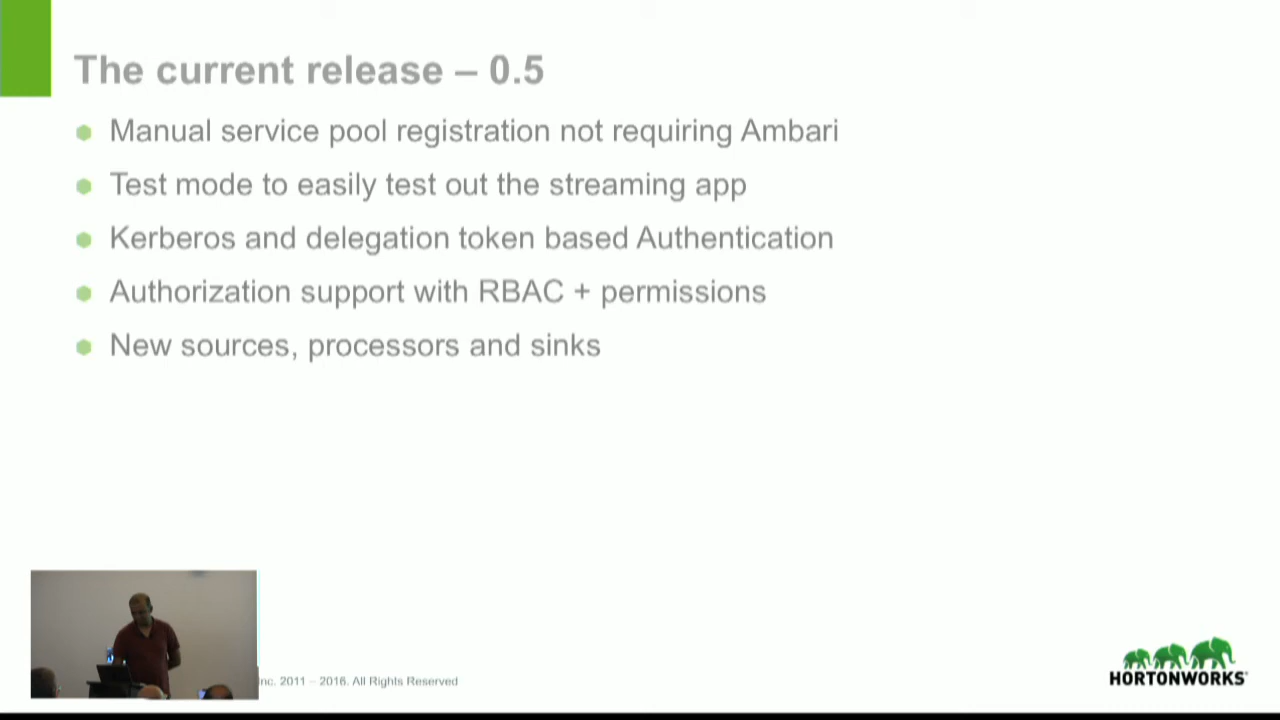 The current release – 0.5
Manual service pool registration not requiring Ambari
Test mode to easily test out the streaming app
Kerberos and delegation token based Authentication
Authorization support with RBAC + permissions
New sources, processors and sinks
Inc. 2011 – 2016. All Rights Reserved
HORTONWORKS